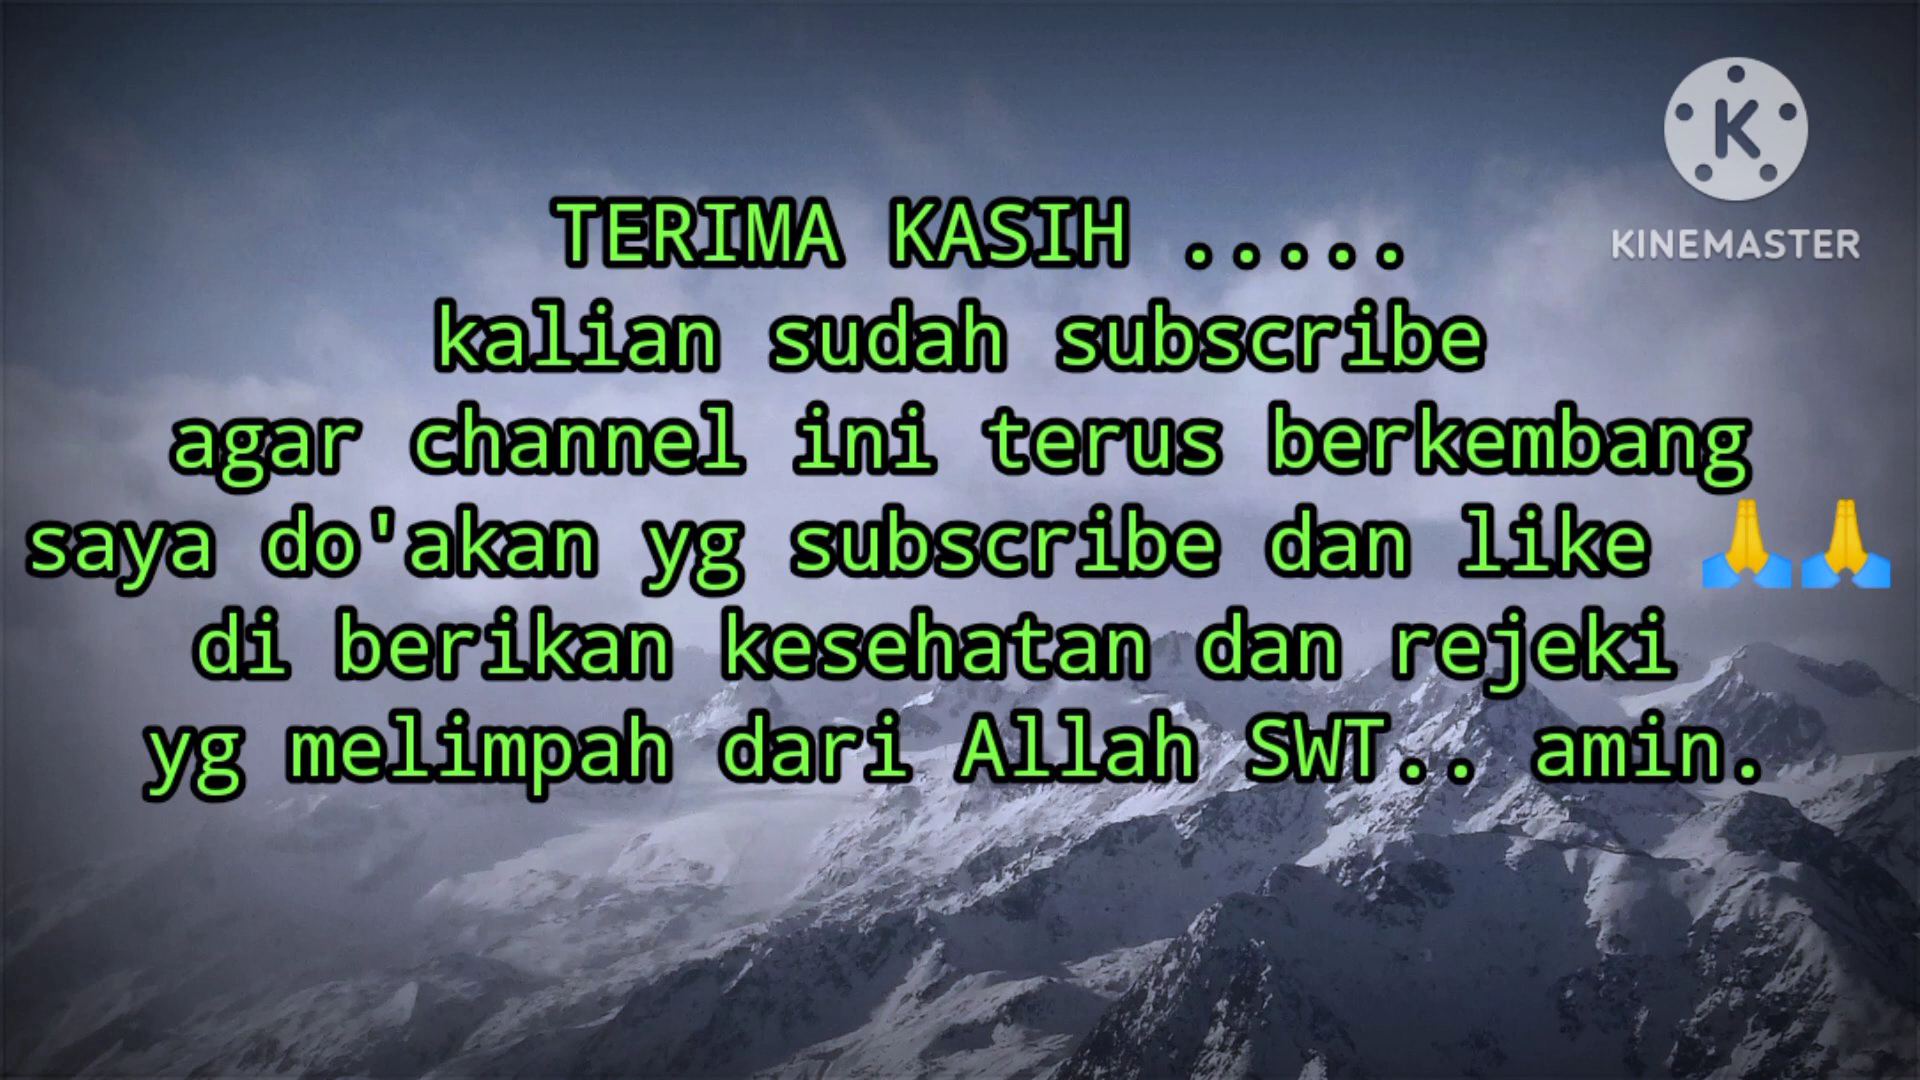 KINEMASTER
TERIMA KASIH .....
kalian sudah subscribe
agar channel ini terus berkembang
saya do'akan yg subscribe dan like 🙏🙏
di berikan kesehatan dan rejeki
yg melimpah dari Allah SWT.. amin.